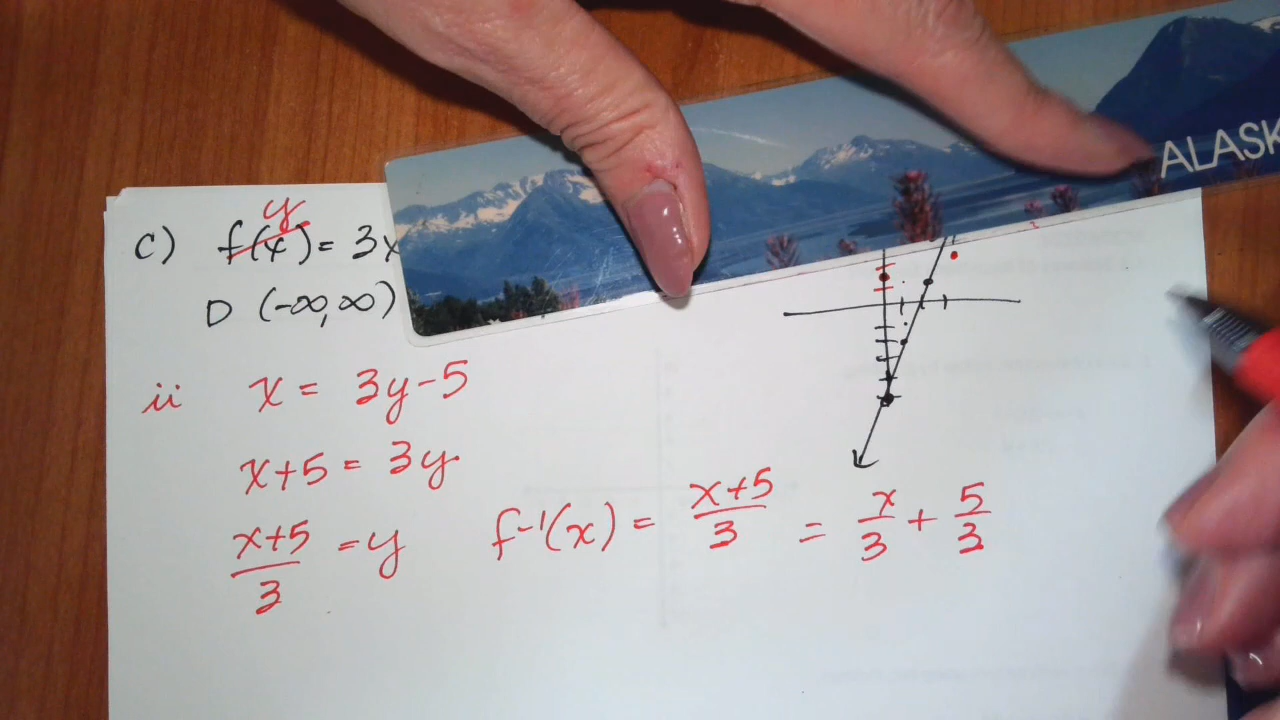 ALASK
y
c) f(x) = 3x
D (-∞,∞)
ii x = 3y-5
x+5 = 3y
x+5/3 = y
f-1(x) = x+5/3 = x/3 + 5/3